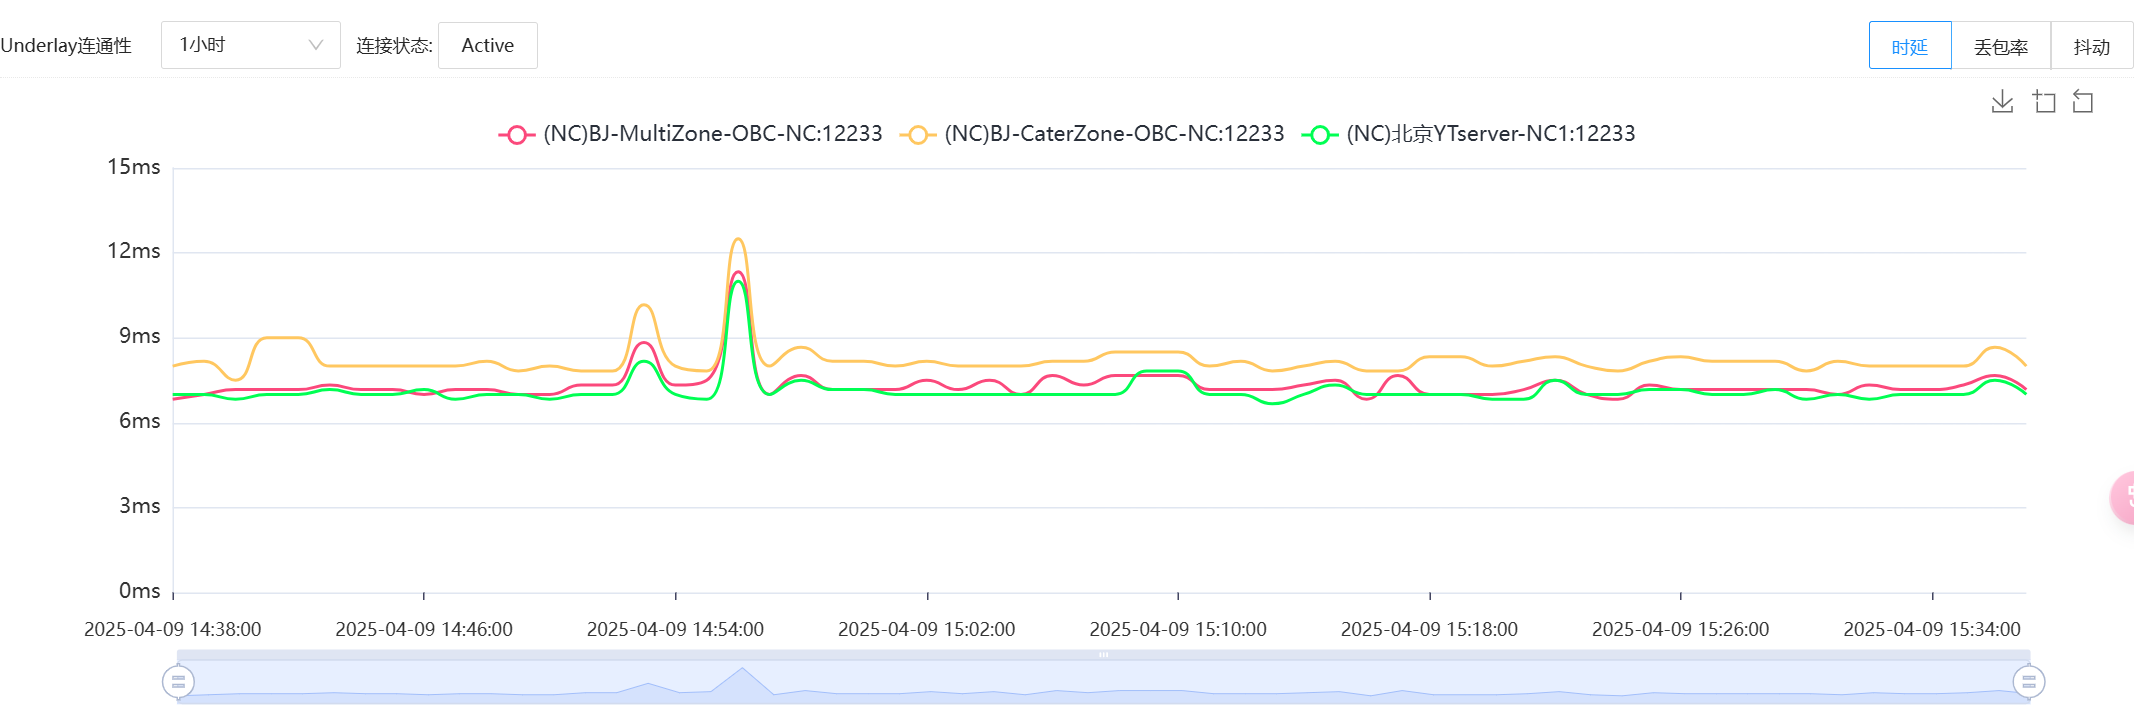 Underlay连通性 1小时 连接状态: Active 时延 丢包率 抖动
(NC)BJ-MultiZone-OBC-NC:12233 (NC)BJ-CaterZone-OBC-NC:12233 (NC)北京YTserver-NC1:12233
15ms
12ms
9ms
6ms
3ms
0ms
2025-04-09 14:38:00 2025-04-09 14:46:00 2025-04-09 14:54:00 2025-04-09 15:02:00 2025-04-09 15:10:00 2025-04-09 15:18:00 2025-04-09 15:26:00 2025-04-09 15:34:00